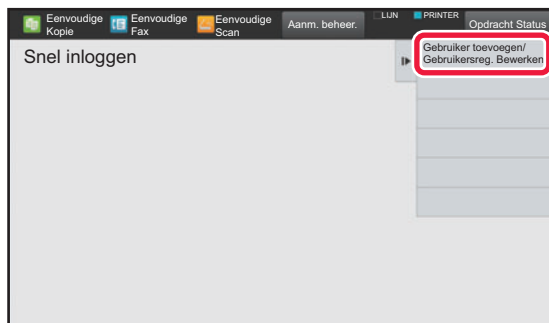 Eenvoudige
Kopie
Eenvoudige
Fax
Eenvoudige
Scan
Aanm. beheer.
LIJN
PRINTER
Opdracht Status
Snel inloggen
Gebruiker toevoegen/
Gebruikersreg. Bewerken